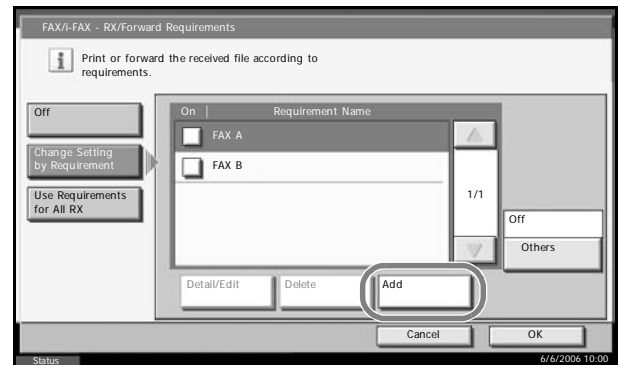 FAX/i-FAX - RX/Forward Requirements
Print or forward the received file according to
requirements.
Off
Change Setting
by Requirement
Use Requirements
for All RX
On | Requirement Name
FAX A
FAX B
1/1
Off
Others
Detail/Edit
Delete
Add
Cancel
OK
Status
6/6/2006 10:00